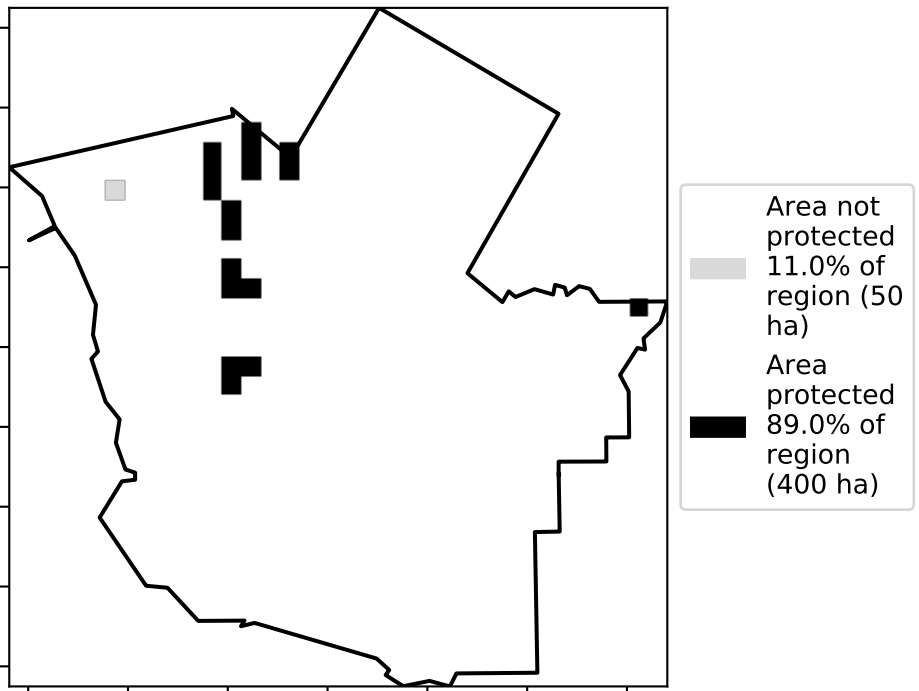 Area not
protected
11.0% of
region (50
ha)
Area
protected
89.0% of
region
(400 ha)